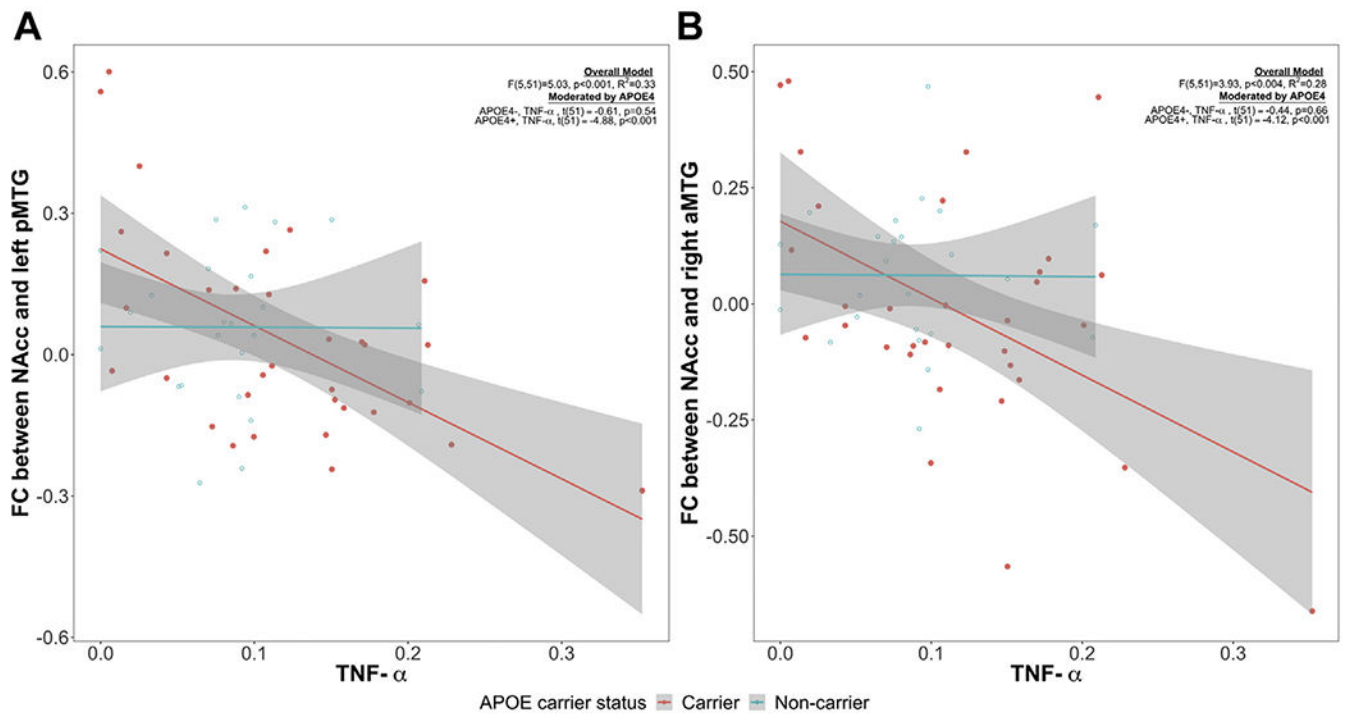 A
FC between NAcc and left pMTG
0.6
0.3
0.0
-0.3
-0.6
Overall Model
F(5,51)=5.03, p<0.001, R²=0.33
Moderated by APOE4
APOE4-, TNF-α , t(51) = -0.61, p=0.54
APOE4+, TNF-α, t(51) = -4.88, p<0.001
0.0 0.1 0.2 0.3
TNF- α
B
FC between NAcc and right aMTG
0.50
0.25
0.00
-0.25
-0.50
Overall Model
F(5,51)=3.93, p<0.004, R²=0.28
Moderated by APOE4
APOE4-, TNF-α , t(51) = -0.44, p=0.66
APOE4+, TNF-α , t(51) = -4.12, p<0.001
0.0 0.1 0.2 0.3
TNF- α
APOE carrier status Carrier Non-carrier